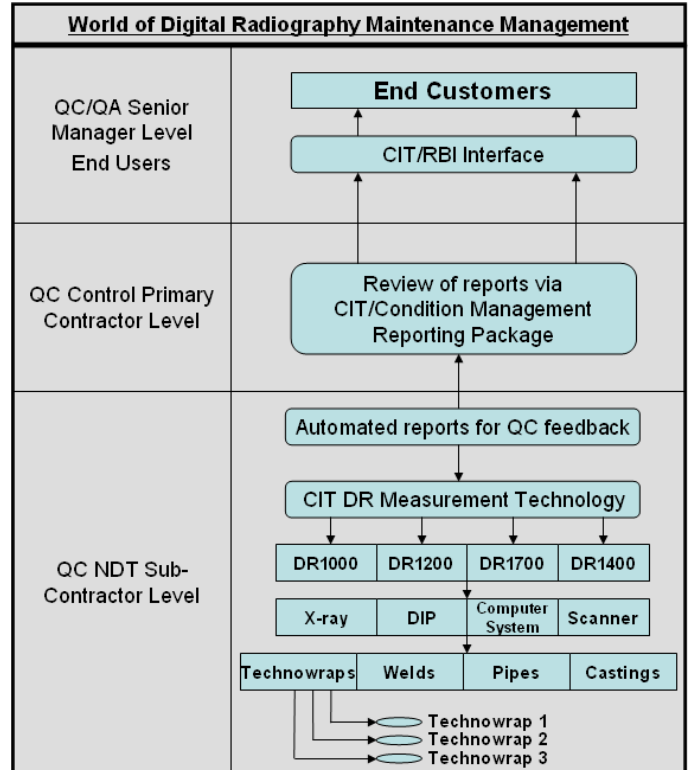 World of Digital Radiography Maintenance Management
QC/QA Senior
Manager Level
End Users
End Customers
CIT/RBI Interface
QC Control Primary
Contractor Level
Review of reports via
CIT/Condition Management
Reporting Package
QC NDT Sub-
Contractor Level
Automated reports for QC feedback
CIT DR Measurement Technology
DR1000 DR1200 DR1700 DR1400
X-ray DIP Computer System Scanner
Technowraps Welds Pipes Castings
Technowrap 1
Technowrap 2
Technowrap 3